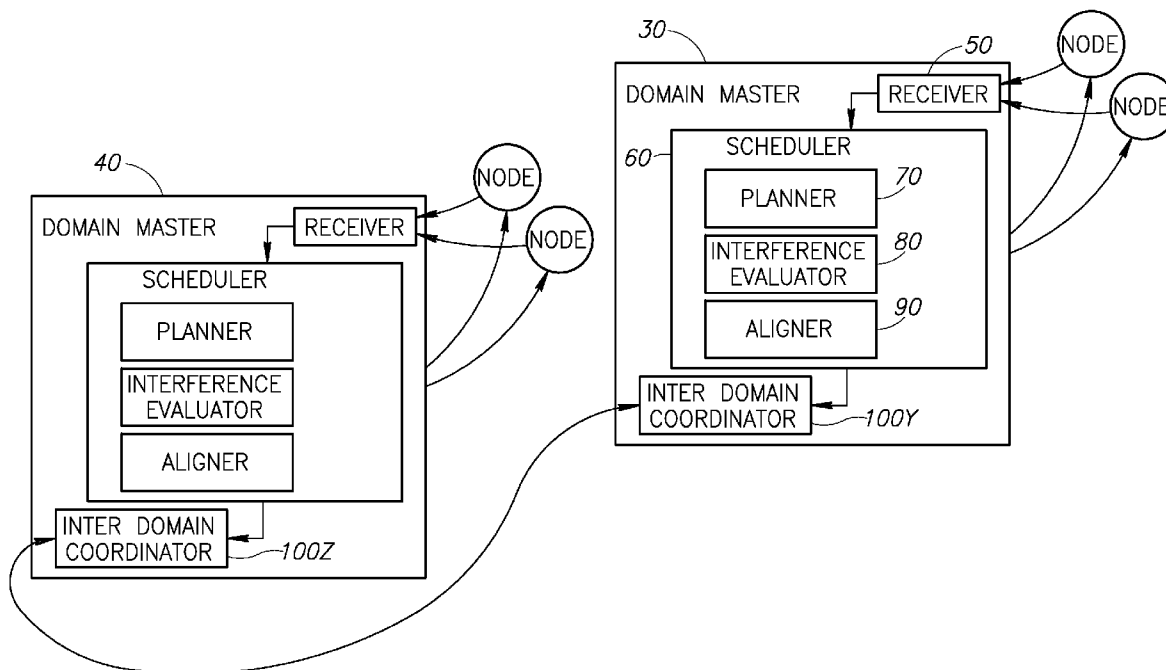 30
50
NODE
NODE
DOMAIN MASTER
RECEIVER
60
SCHEDULER
PLANNER
70
INTERFERENCE
EVALUATOR
80
ALIGNER
90
INTER DOMAIN
COORDINATOR
100Y
40
NODE
NODE
DOMAIN MASTER
RECEIVER
SCHEDULER
PLANNER
INTERFERENCE
EVALUATOR
ALIGNER
INTER DOMAIN
COORDINATOR
100Z